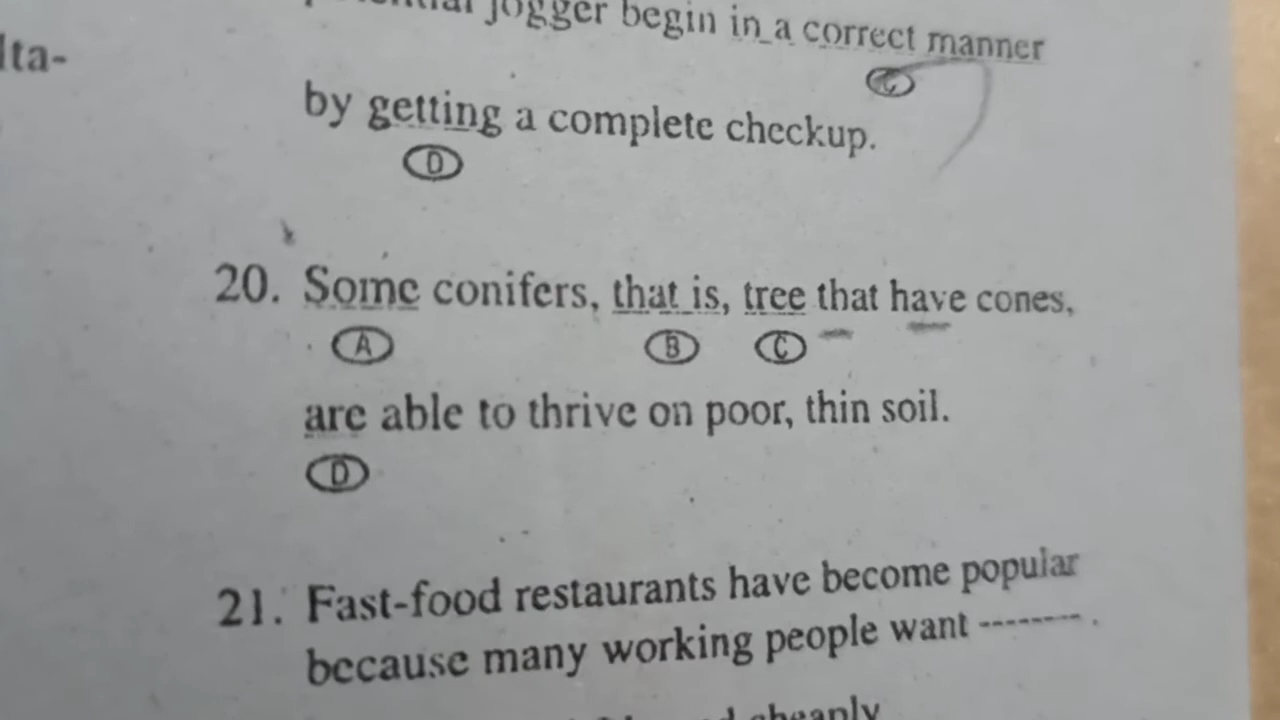 jogger begin in a correct manner
lta-
C
by getting a complete checkup.
D
20. Some conifers, that is, tree that have cones,
A B C
are able to thrive on poor, thin soil.
D
21. Fast-food restaurants have become popular
because many working people want -------- .
cheaply